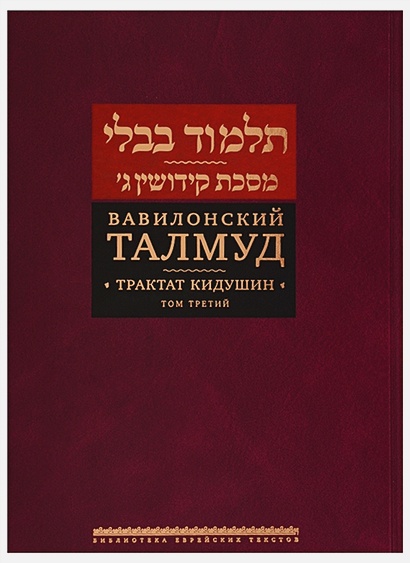 תלמוד בבלי
מסכת קידושין ג׳
ВАВИЛОНСКИЙ
ТАЛМУД
ТРАКТАТ КИДУШИН
ТОМ ТРЕТИЙ
БИБЛИОТЕКА ЕВРЕЙСКИХ ТЕКСТОВ